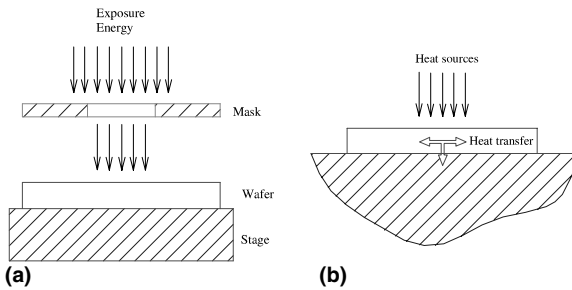 Exposure
Energy
Mask
Wafer
Stage
(a)
Heat sources
Heat transfer
(b)